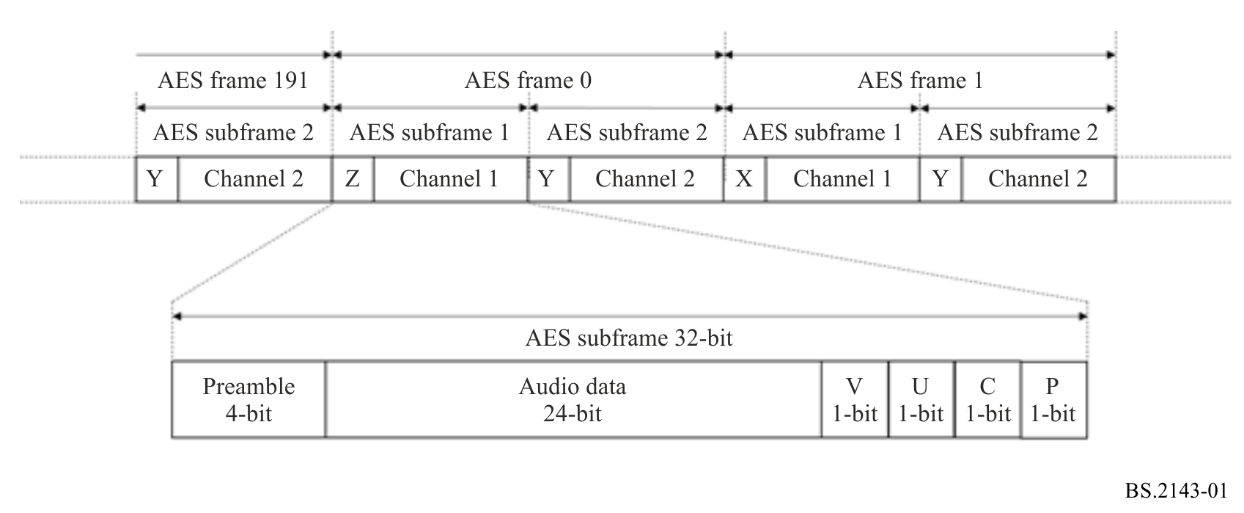 AES frame 191 AES frame 0 AES frame 1
AES subframe 2 AES subframe 1 AES subframe 2 AES subframe 1 AES subframe 2
Y Channel 2 Z Channel 1 Y Channel 2 X Channel 1 Y Channel 2
AES subframe 32-bit
Preamble Audio data V U C P
4-bit 24-bit 1-bit 1-bit 1-bit 1-bit
BS.2143-01